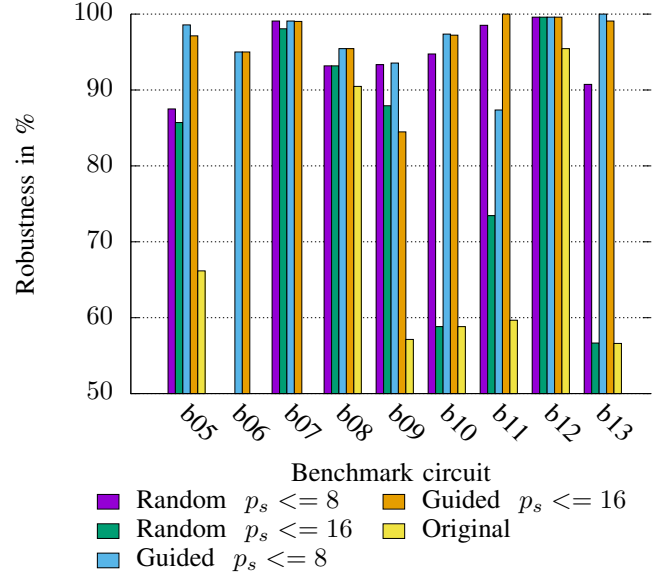 100
90
80
70
60
50
Robustness in %
b05
b06
b07
b08
b09
b10
b11
b12
b13
Benchmark circuit
Random p_s <= 8
Random p_s <= 16
Guided p_s <= 8
Guided p_s <= 16
Original